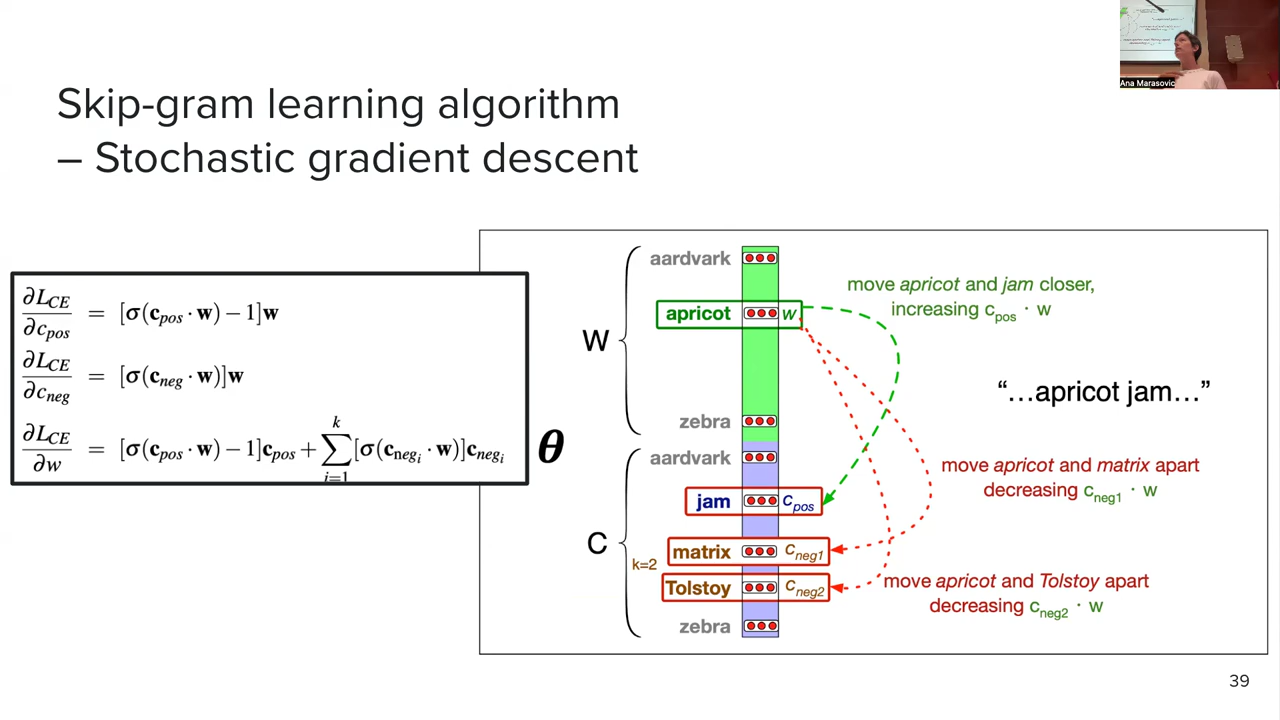 Skip-gram learning algorithm
– Stochastic gradient descent
∂L_CE/∂c_pos = [σ(c_pos · w) − 1]w
∂L_CE/∂c_neg = [σ(c_neg · w)]w
∂L_CE/∂w = [σ(c_pos · w) − 1]c_pos + ∑_{i=1}^{k} [σ(c_neg_i · w)]c_neg_i
θ
W
aardvark
apricot w
zebra
C
aardvark
jam c_pos
k=2
matrix c_neg1
Tolstoy c_neg2
zebra
move apricot and jam closer,
increasing c_pos · w
“…apricot jam…”
move apricot and matrix apart
decreasing c_neg1 · w
move apricot and Tolstoy apart
decreasing c_neg2 · w
39
Ana Marasovic